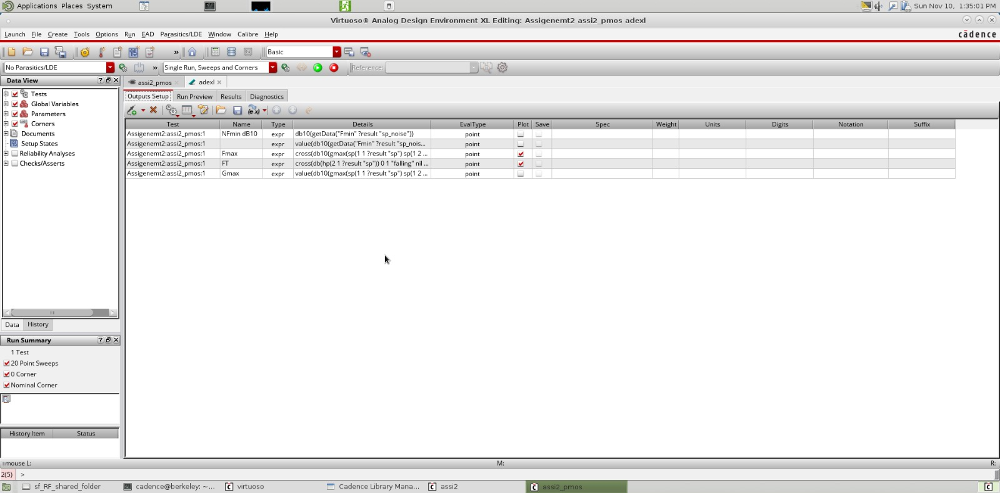 Applications Places System Sun Nov 10, 1:35:01 PM
Virtuoso® Analog Design Environment XL Editing: Assigenemt2 assi2_pmos adexl
Launch File Edit Create Tools Options Run EAD Parasitics/LDE Window Calibre Help cādence
» Basic
No Parasitics/LDE » Single Run, Sweeps and Corners Reference:
Data View
Tests
Global Variables
Parameters
Corners
Documents
Setup States
Reliability Analyses
Checks/Asserts
Data History
Run Summary
1 Test
20 Point Sweeps
0 Corner
Nominal Corner
History Item Status
assi2_pmos adexl
Outputs Setup Run Preview Results Diagnostics
Test Name Type Details EvalType Plot Save Spec Weight Units Digits Notation Suffix
Assigenemt2:assi2_pmos:1 NFmin dB10 expr db10(getData("Fmin" ?result "sp_noise")) point
Assigenemt2:assi2_pmos:1 expr value(db10(getData("Fmin" ?result "sp_nois... point
Assigenemt2:assi2_pmos:1 Fmax expr cross(db10(gmax(sp(1 1 ?result "sp") sp(1 2 ... point
Assigenemt2:assi2_pmos:1 FT expr cross(db(hp(2 1 ?result "sp")) 0 1 "falling" nil ... point
Assigenemt2:assi2_pmos:1 Gmax expr value(db10(gmax(sp(1 1 ?result "sp") sp(1 2 ... point
mouse L: M: R:
2(5) >
sf_RF_shared_folder cadence@berkeley: ~... virtuoso Cadence Library Mana... assi2 assi2_pmos